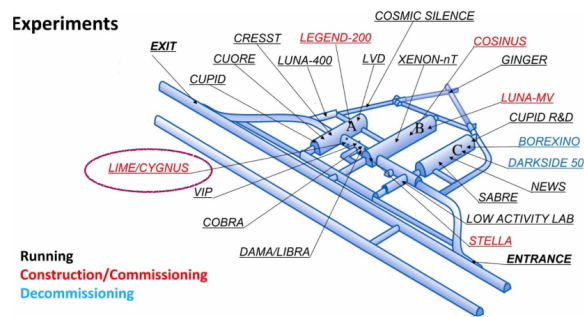 Experiments
COSMIC SILENCE
CRESST
LEGEND-200
COSINUS
EXIT
CUORE
LUNA-400
LVD
XENON-nT
GINGER
CUPID
A
B
C
LUNA-MV
CUPID R&D
BOREXINO
LIME/CYGNUS
DARKSIDE 50
VIP
NEWS
SABRE
COBRA
LOW ACTIVITY LAB
STELLA
DAMA/LIBRA
ENTRANCE
Running
Construction/Commissioning
Decommissioning